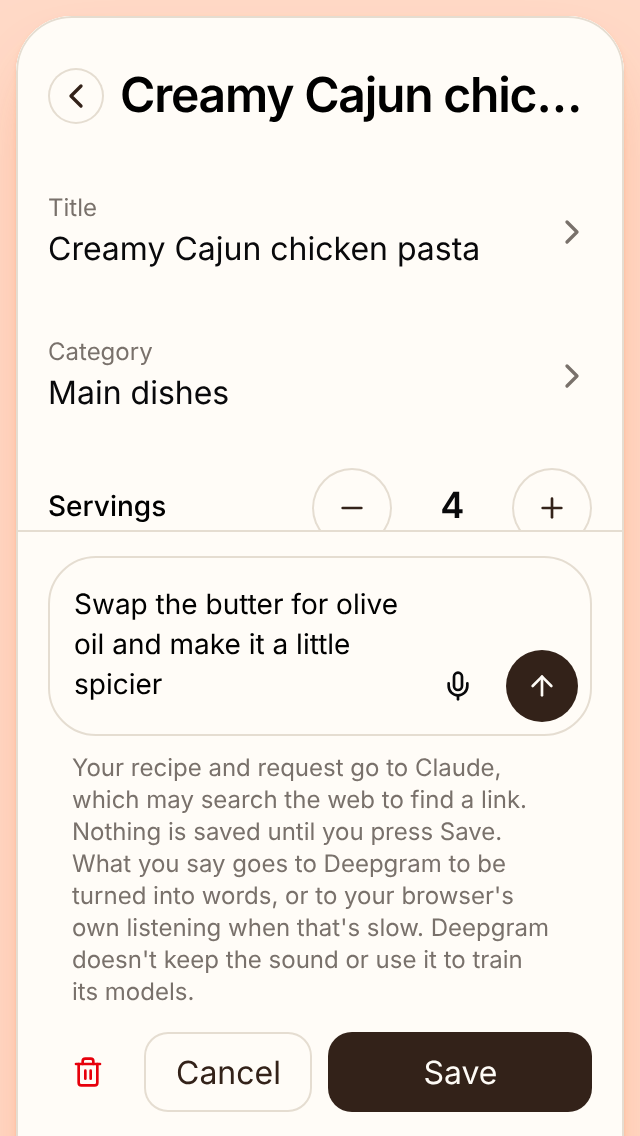 Creamy Cajun chic...
Title
Creamy Cajun chicken pasta
Category
Main dishes
Servings
4
Swap the butter for olive
oil and make it a little
spicier
Your recipe and request go to Claude,
which may search the web to find a link.
Nothing is saved until you press Save.
What you say goes to Deepgram to be
turned into words, or to your browser's
own listening when that's slow. Deepgram
doesn't keep the sound or use it to train
its models.
Cancel
Save